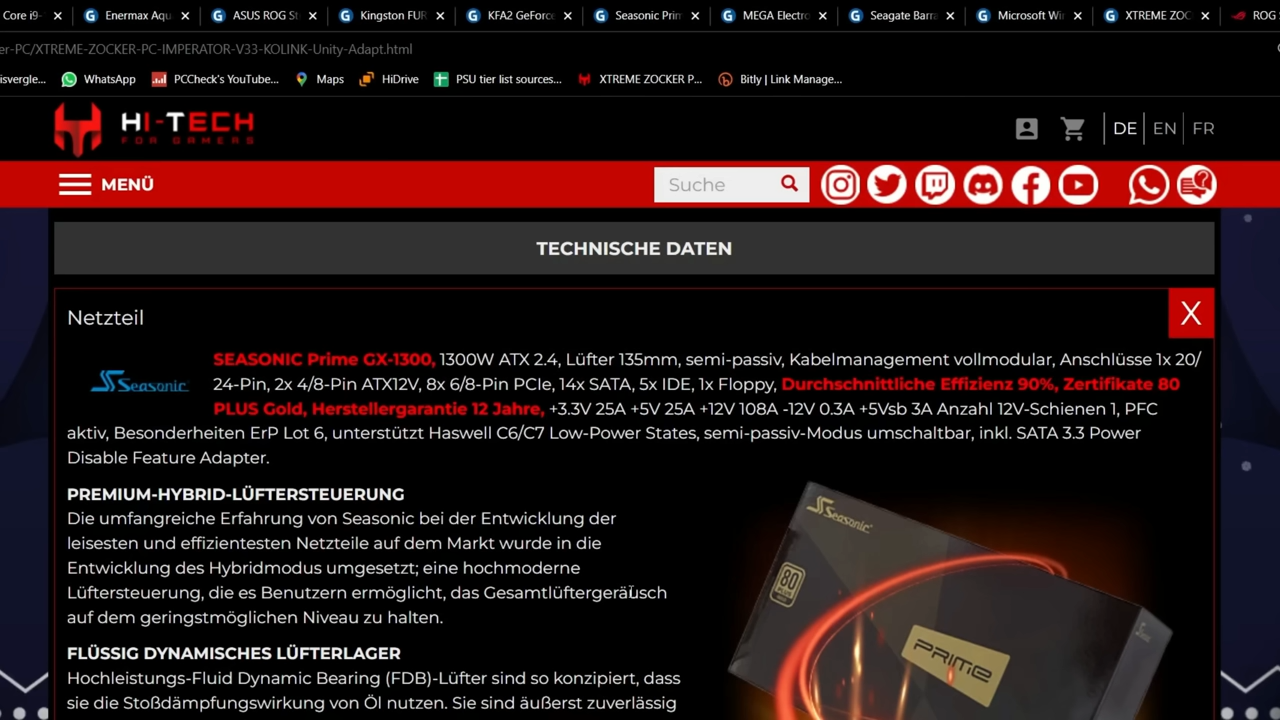 Core i9- Enermax Aqu ASUS ROG St Kingston FUR KFA2 GeForc Seasonic Prim MEGA Electro Seagate Barra Microsoft Wi XTREME ZOC ROG S
er-PC/XTREME-ZOCKER-PC-IMPERATOR-V33-KOLINK-Unity-Adapt.html
isvergle... WhatsApp PCCheck's YouTube... Maps HiDrive PSU tier list sources... XTREME ZOCKER P... Bitly | Link Manage...
HI-TECH
FOR GAMERS
DE EN FR
MENÜ Suche
TECHNISCHE DATEN
Netzteil X
SEASONIC Prime GX-1300, 1300W ATX 2.4, Lüfter 135mm, semi-passiv, Kabelmanagement vollmodular, Anschlüsse 1x 20/
Seasonic
24-Pin, 2x 4/8-Pin ATX12V, 8x 6/8-Pin PCIe, 14x SATA, 5x IDE, 1x Floppy, Durchschnittliche Effizienz 90%, Zertifikate 80
PLUS Gold, Herstellergarantie 12 Jahre, +3.3V 25A +5V 25A +12V 108A -12V 0.3A +5Vsb 3A Anzahl 12V-Schienen 1, PFC
aktiv, Besonderheiten ErP Lot 6, unterstützt Haswell C6/C7 Low-Power States, semi-passiv-Modus umschaltbar, inkl. SATA 3.3 Power
Disable Feature Adapter.
PREMIUM-HYBRID-LÜFTERSTEUERUNG
Die umfangreiche Erfahrung von Seasonic bei der Entwicklung der
leisesten und effizientesten Netzteile auf dem Markt wurde in die
Entwicklung des Hybridmodus umgesetzt; eine hochmoderne
Lüftersteuerung, die es Benutzern ermöglicht, das Gesamtlüftergeräusch
auf dem geringstmöglichen Niveau zu halten.
FLÜSSIG DYNAMISCHES LÜFTERLAGER
Hochleistungs-Fluid Dynamic Bearing (FDB)-Lüfter sind so konzipiert, dass
sie die Stoßdämpfungswirkung von Öl nutzen. Sie sind äußerst zuverlässig
Seasonic
80
PRIME